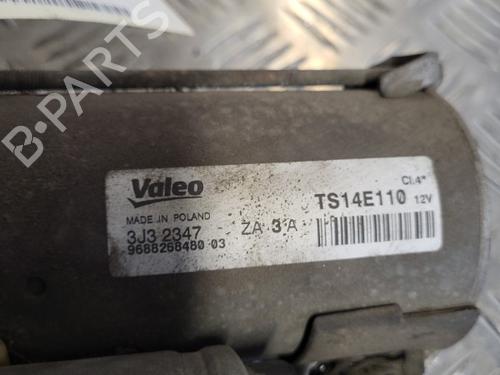 Valeo
MADE IN POLAND
3J3 2347
9688268480 03
ZA 3 A
Cl.4"
TS14E110 12V
B-PARTS